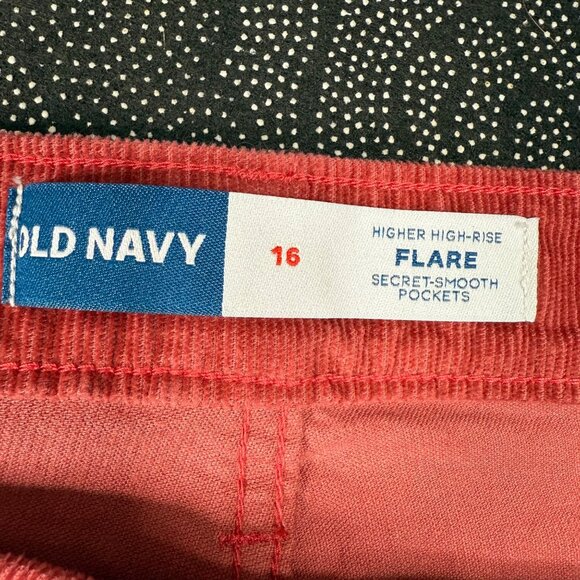 OLD NAVY
16
HIGHER HIGH-RISE
FLARE
SECRET-SMOOTH
POCKETS